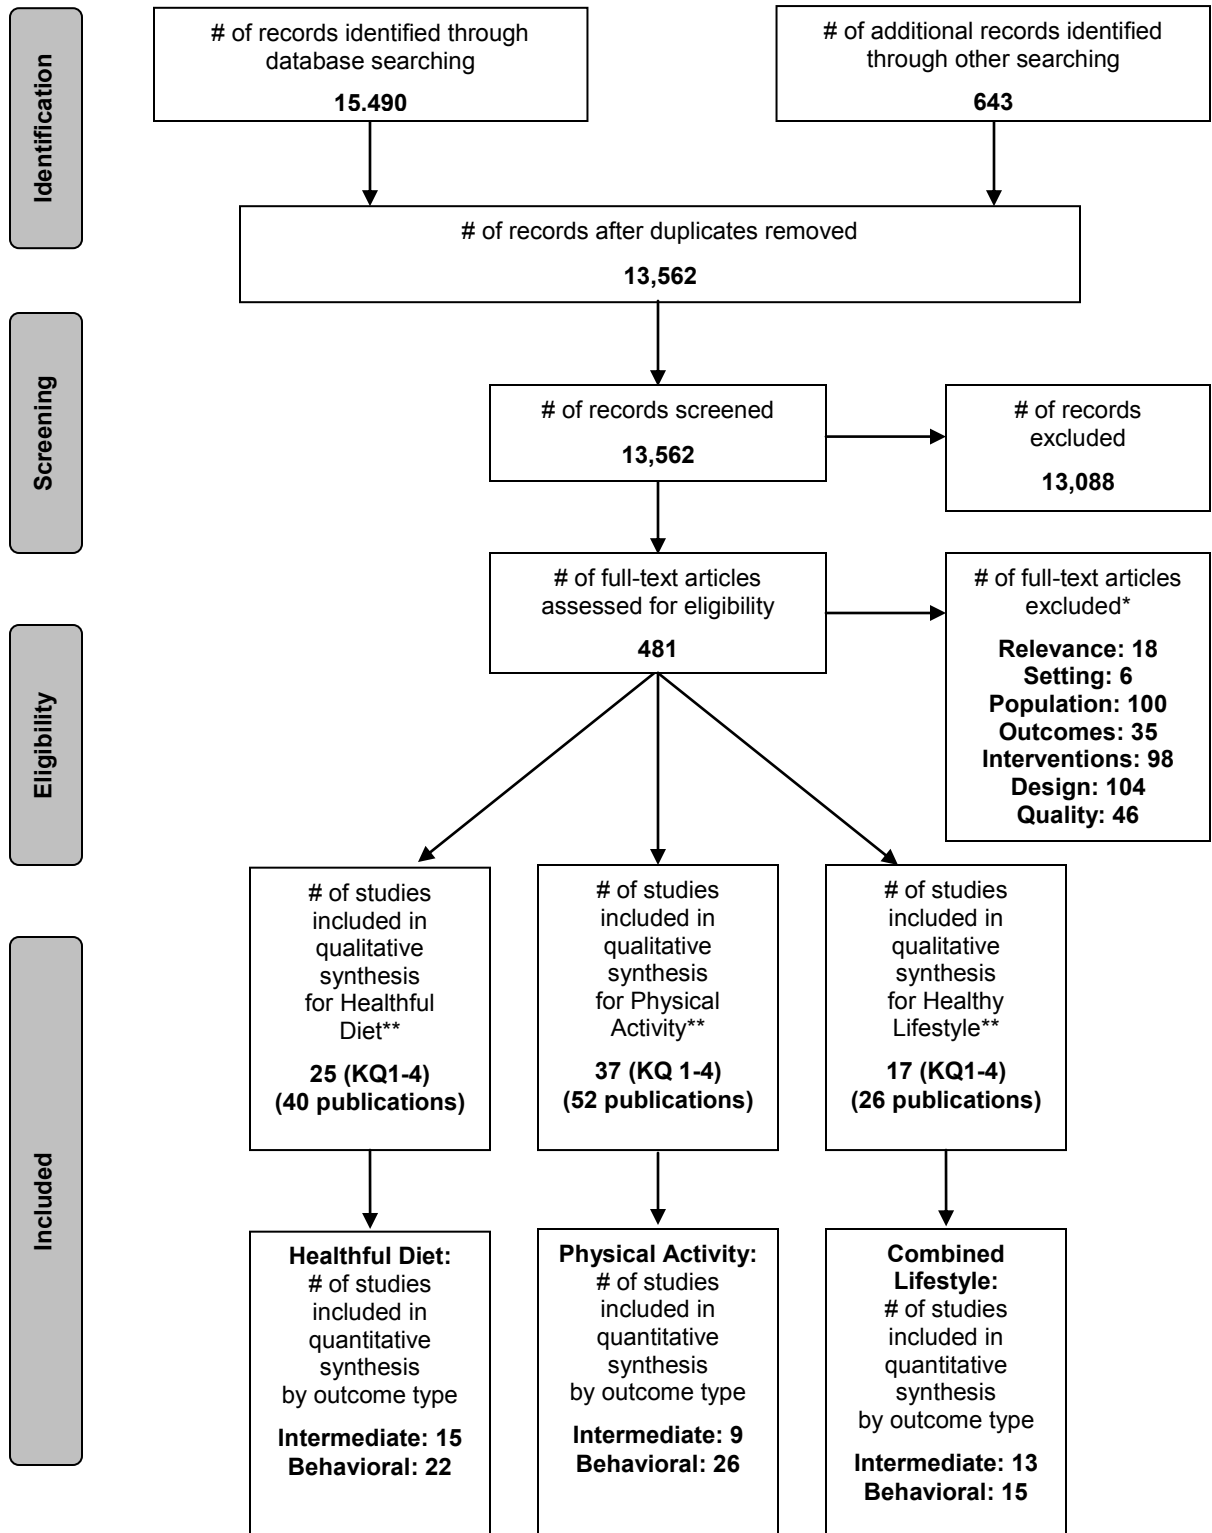 Identification
# of records identified through
database searching
15.490
# of additional records identified
through other searching
643
# of records after duplicates removed
13,562
Screening
# of records screened
13,562
# of records
excluded
13,088
Eligibility
# of full-text articles
assessed for eligibility
481
# of full-text articles
excluded*
Relevance: 18
Setting: 6
Population: 100
Outcomes: 35
Interventions: 98
Design: 104
Quality: 46
Included
# of studies
included in
qualitative
synthesis
for Healthful
Diet**
25 (KQ1-4)
(40 publications)
# of studies
included in
qualitative
synthesis
for Physical
Activity**
37 (KQ 1-4)
(52 publications)
# of studies
included in
qualitative
synthesis
for Healthy
Lifestyle**
17 (KQ1-4)
(26 publications)
Healthful Diet:
# of studies
included in
quantitative
synthesis
by outcome type
Intermediate: 15
Behavioral: 22
Physical Activity:
# of studies
included in
quantitative
synthesis
by outcome type
Intermediate: 9
Behavioral: 26
Combined
Lifestyle:
# of studies
included in
quantitative
synthesis
by outcome type
Intermediate: 13
Behavioral: 15